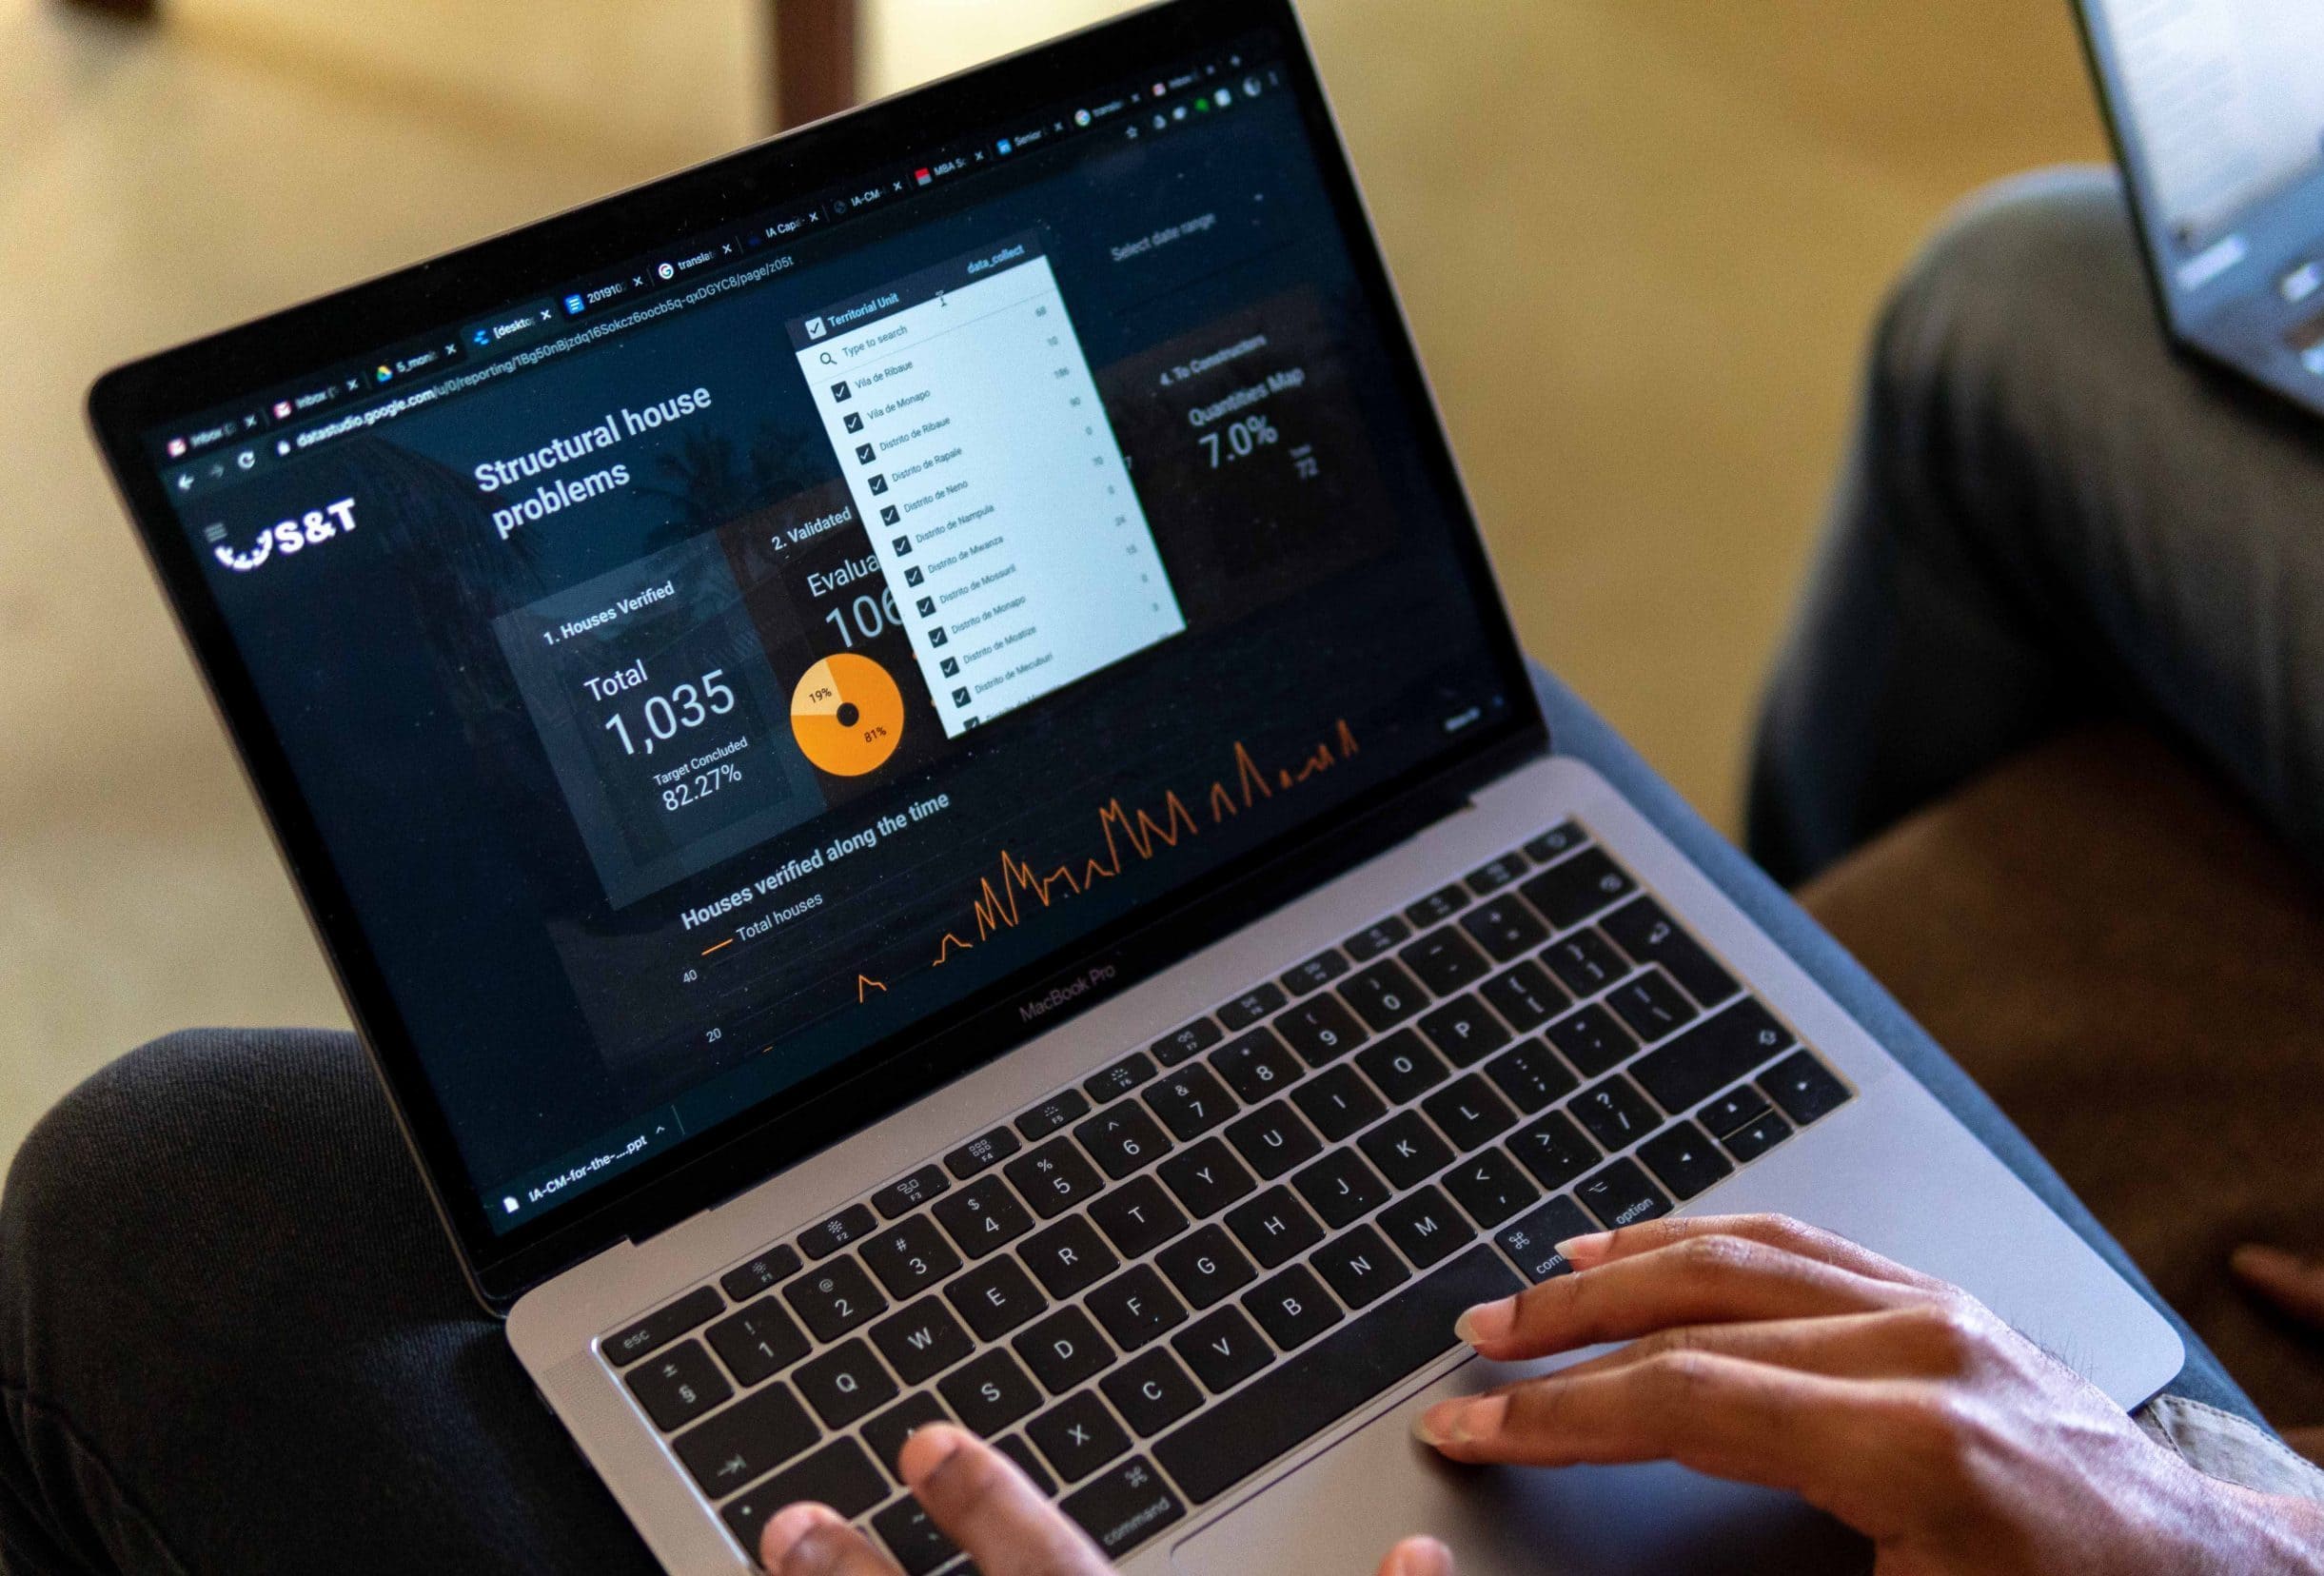 Inbox
Inbox
5_mon
[deskto
201910
translat
IA Capa
IA-CM-
MBA S
Senior
transla
Inbox
datastudio.google.com/u/0/reporting/1Bg50nBjzdq16Sokcz6oocb5q-qxDGYC8/page/z05t
S&T
Structural house
problems
Territorial Unit
data_collect
Type to search
Vila de Ribaue
68
Vila de Monapo
10
Distrito de Ribaue
186
Distrito de Rapale
90
Distrito de Neno
0
Distrito de Nampula
70
Distrito de Mwanza
0
Distrito de Mossuril
24
Distrito de Monapo
15
Distrito de Moatize
0
Distrito de Mecuburi
3
Select date range
1. Houses Verified
Total
1,035
Target Concluded
82.27%
2. Validated
Evalua
106
19%
81%
4. To Constructors
Quantities Map
7.0%
72
Houses verified along the time
Total houses
40
20
IA-CM-for-the-....ppt
MacBook Pro
esc
F1
F2
F3
F4
F5
F6
F7
± §
! 1
@ 2
# 3
$ 4
% 5
^ 6
& 7
* 8
( 9
) 0
Q W E R T Y U I O P
A S D F G H J K L
X C V B N M
command
option